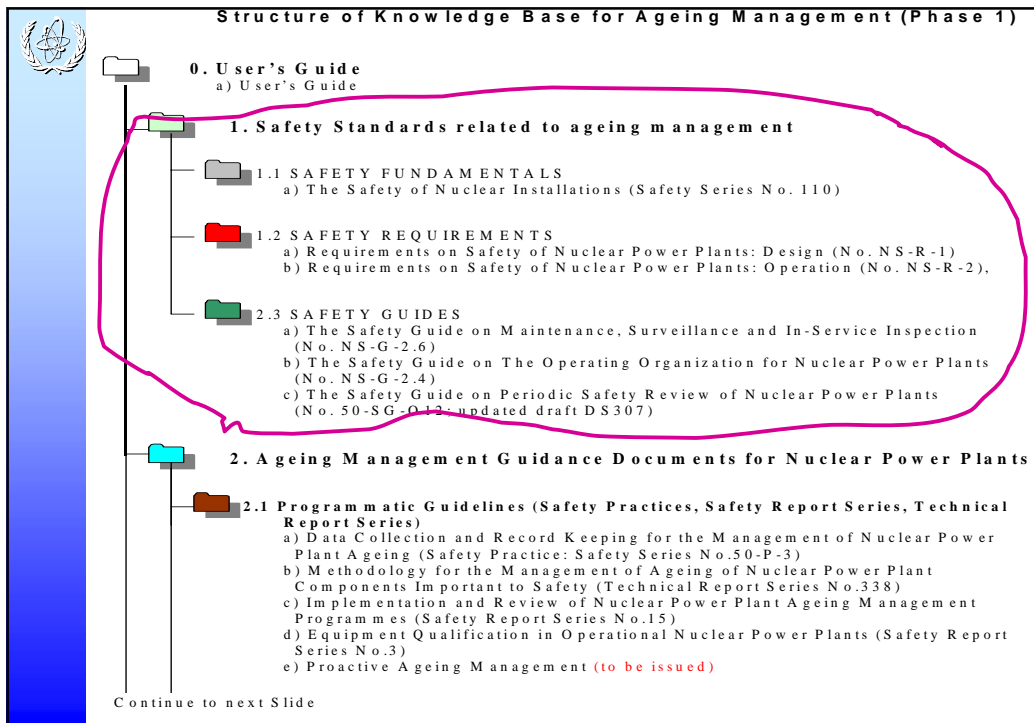 Structure of Knowledge Base for Ageing Management (Phase 1)
0. User's Guide
a) User's Guide
1. Safety Standards related to ageing management
1.1 SAFETY FUNDAMENTALS
a) The Safety of Nuclear Installations (Safety Series No. 110)
1.2 SAFETY REQUIREMENTS
a) Requirements on Safety of Nuclear Power Plants: Design (No. NS-R-1)
b) Requirements on Safety of Nuclear Power Plants: Operation (No. NS-R-2),
2.3 SAFETY GUIDES
a) The Safety Guide on Maintenance, Surveillance and In-Service Inspection
(No. NS-G-2.6)
b) The Safety Guide on The Operating Organization for Nuclear Power Plants
(No. NS-G-2.4)
c) The Safety Guide on Periodic Safety Review of Nuclear Power Plants
(No. 50-SG-O12; updated draft DS307)
2. Ageing Management Guidance Documents for Nuclear Power Plants
2.1 Programmatic Guidelines (Safety Practices, Safety Report Series, Technical
Report Series)
a) Data Collection and Record Keeping for the Management of Nuclear Power
Plant Ageing (Safety Practice: Safety Series No.50-P-3)
b) Methodology for the Management of Ageing of Nuclear Power Plant
Components Important to Safety (Technical Report Series No.338)
c) Implementation and Review of Nuclear Power Plant Ageing Management
Programmes (Safety Report Series No.15)
d) Equipment Qualification in Operational Nuclear Power Plants (Safety Report
Series No.3)
e) Proactive Ageing Management (to be issued)
Continue to next Slide